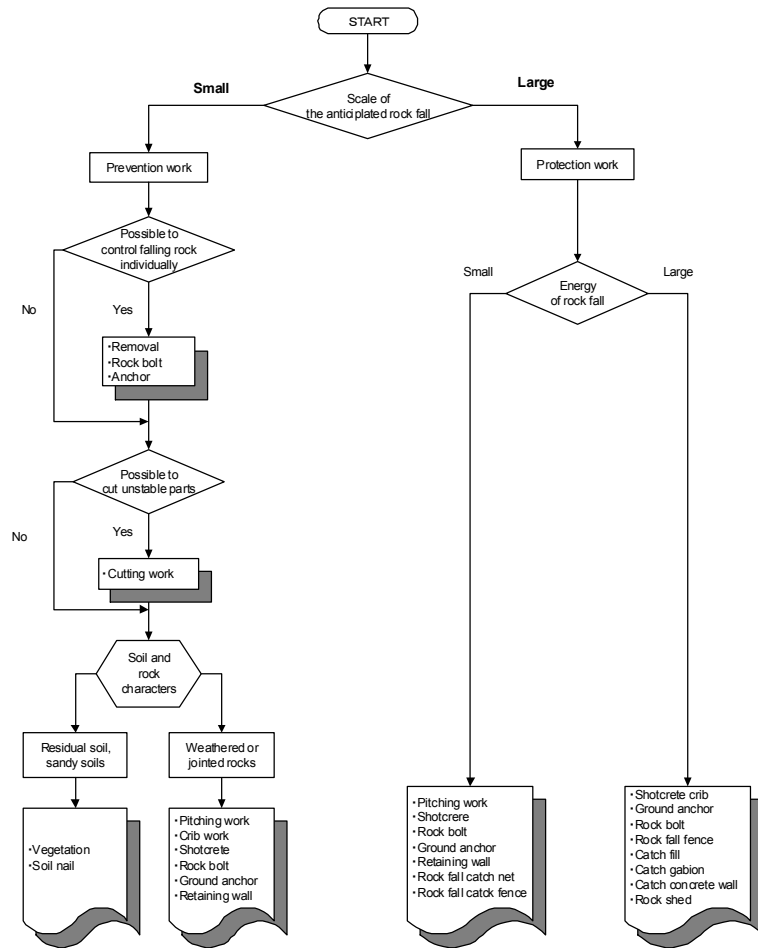 START
Small
Large
Scale of
the anticiplated rock fall
Prevention work
Protection work
Possible to
control falling rock
individually
Small
Energy
of rock fall
Large
No
Yes
・Removal
・Rock bolt
・Anchor
Possible to
cut unstable parts
No
Yes
・Cutting work
Soil and
rock
characters
Residual soil,
sandy soils
Weathered or
jointed rocks
・Vegetation
・Soil nail
・Pitching work
・Crib work
・Shotcrete
・Rock bolt
・Ground anchor
・Retaining wall
・Pitching work
・Shotcrere
・Rock bolt
・Ground anchor
・Retaining wall
・Rock fall catch net
・Rock fall catck fence
・Shotcrete crib
・Ground anchor
・Rock bolt
・Rock fall fence
・Catch fill
・Catch gabion
・Catch concrete wall
・Rock shed